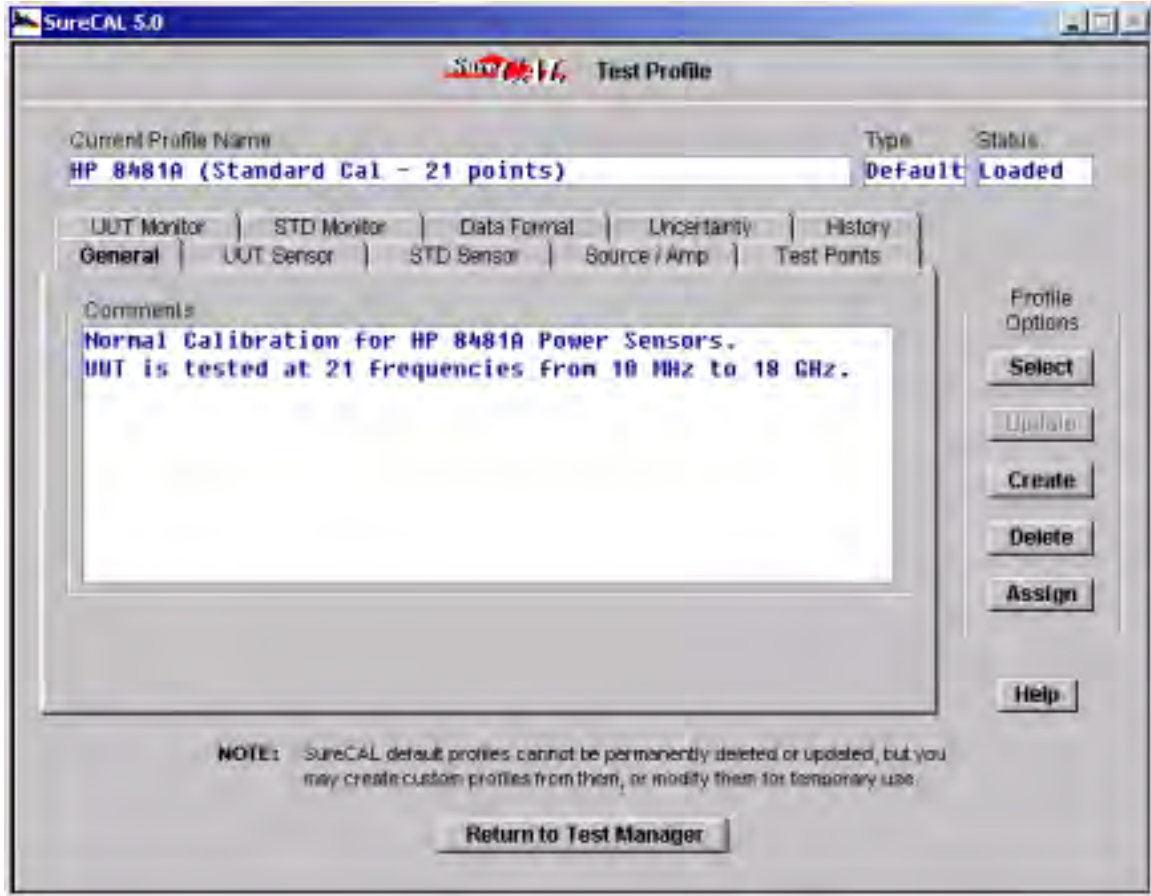 SureCAL 5.0
SureCAL Test Profile
Current Profile Name
Type
Status
HP 8481A (Standard Cal - 21 points)
Default
Loaded
UUT Monitor
STD Monitor
Data Format
Uncertainty
History
General
UUT Sensor
STD Sensor
Source / Amp
Test Points
Comments
Normal Calibration for HP 8481A Power Sensors.
UUT is tested at 21 frequencies from 10 MHz to 18 GHz.
Profile
Options
Select
Update
Create
Delete
Assign
Help
NOTE: SureCAL default profiles cannot be permanently deleted or updated, but you
may create custom profiles from them, or modify them for temporary use.
Return to Test Manager